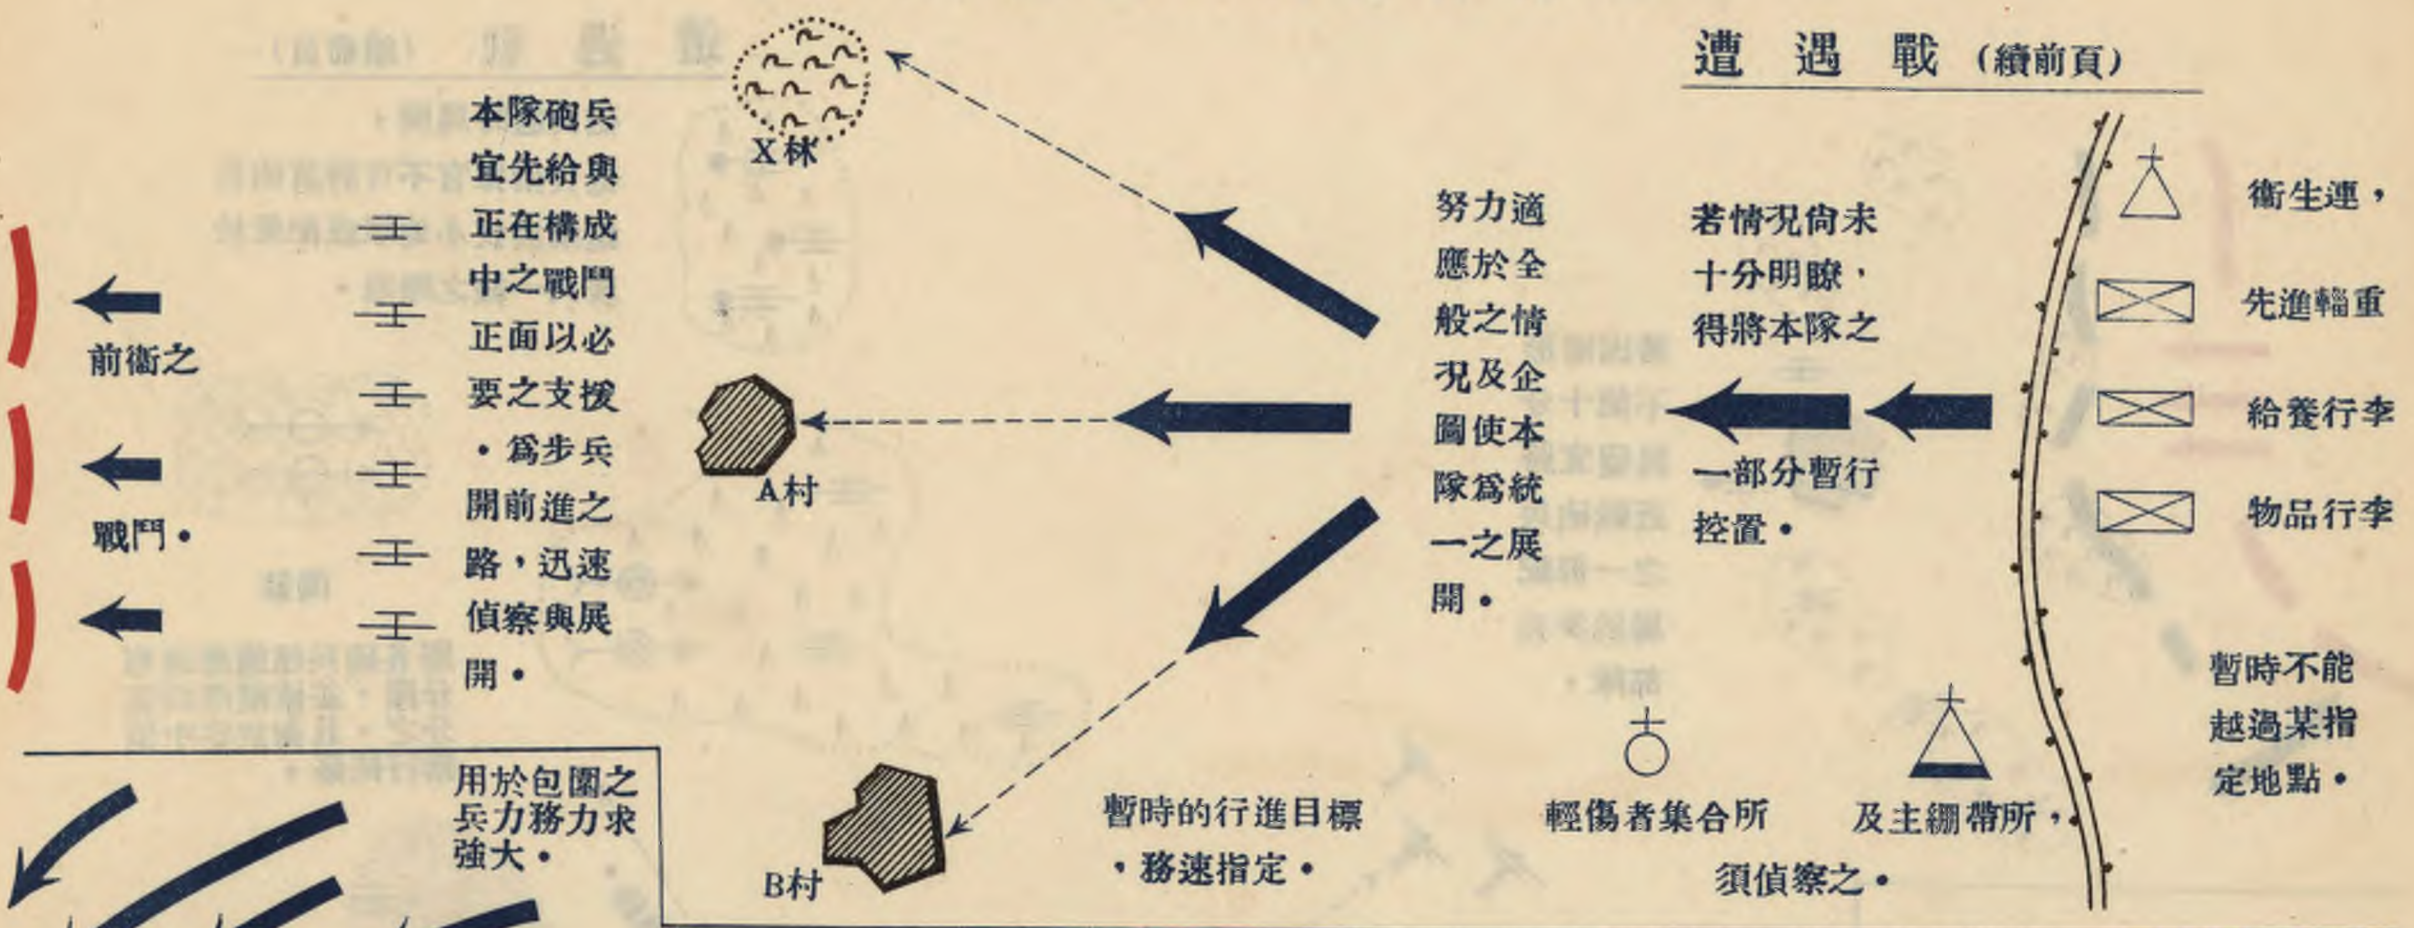 遭遇戰（續前頁）
衞生連，
先進輜重
給養行李
物品行李
暫時不能
越過某指
定地點．
若情况尙未
十分明瞭，
得將本隊之
一部分暫行
控置．
輕傷者集合所
及主綳帶所，
須偵察之．
努力適
應於全
般之情
况及企
圖使本
隊爲統
一之展
開．
暫時的行進目標
，務速指定．
X林
A村
B村
本隊砲兵
宜先給與
正在構成
中之戰鬥
正面以必
要之支援
．爲步兵
開前進之
路，迅速
偵察與展
開．
前衞之
戰鬥．
用於包圍之
兵力務力求
強大．